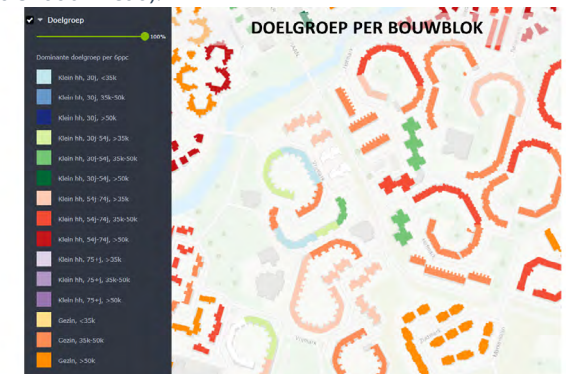 Doelgroep
100%
DOELGROEP PER BOUWBLOK
Dominante doelgroep per 6ppc
Klein hh, 30j, <35k
Klein hh, 30j, 35k-50k
Klein hh, 30j, >50k
Klein hh, 30j-54j, >35k
Klein hh, 30j-54j, 35k-50k
Klein hh, 30j-54j, >50k
Klein hh, 54j-74j, >35k
Klein hh, 54j-74j, 35k-50k
Klein hh, 54j-74j, >50k
Klein hh, 75+j, >35k
Klein hh, 75+j, 35k-50k
Klein hh, 75+j, >50k
Gezin, <35k
Gezin, 35k-50k
Gezin, >50k